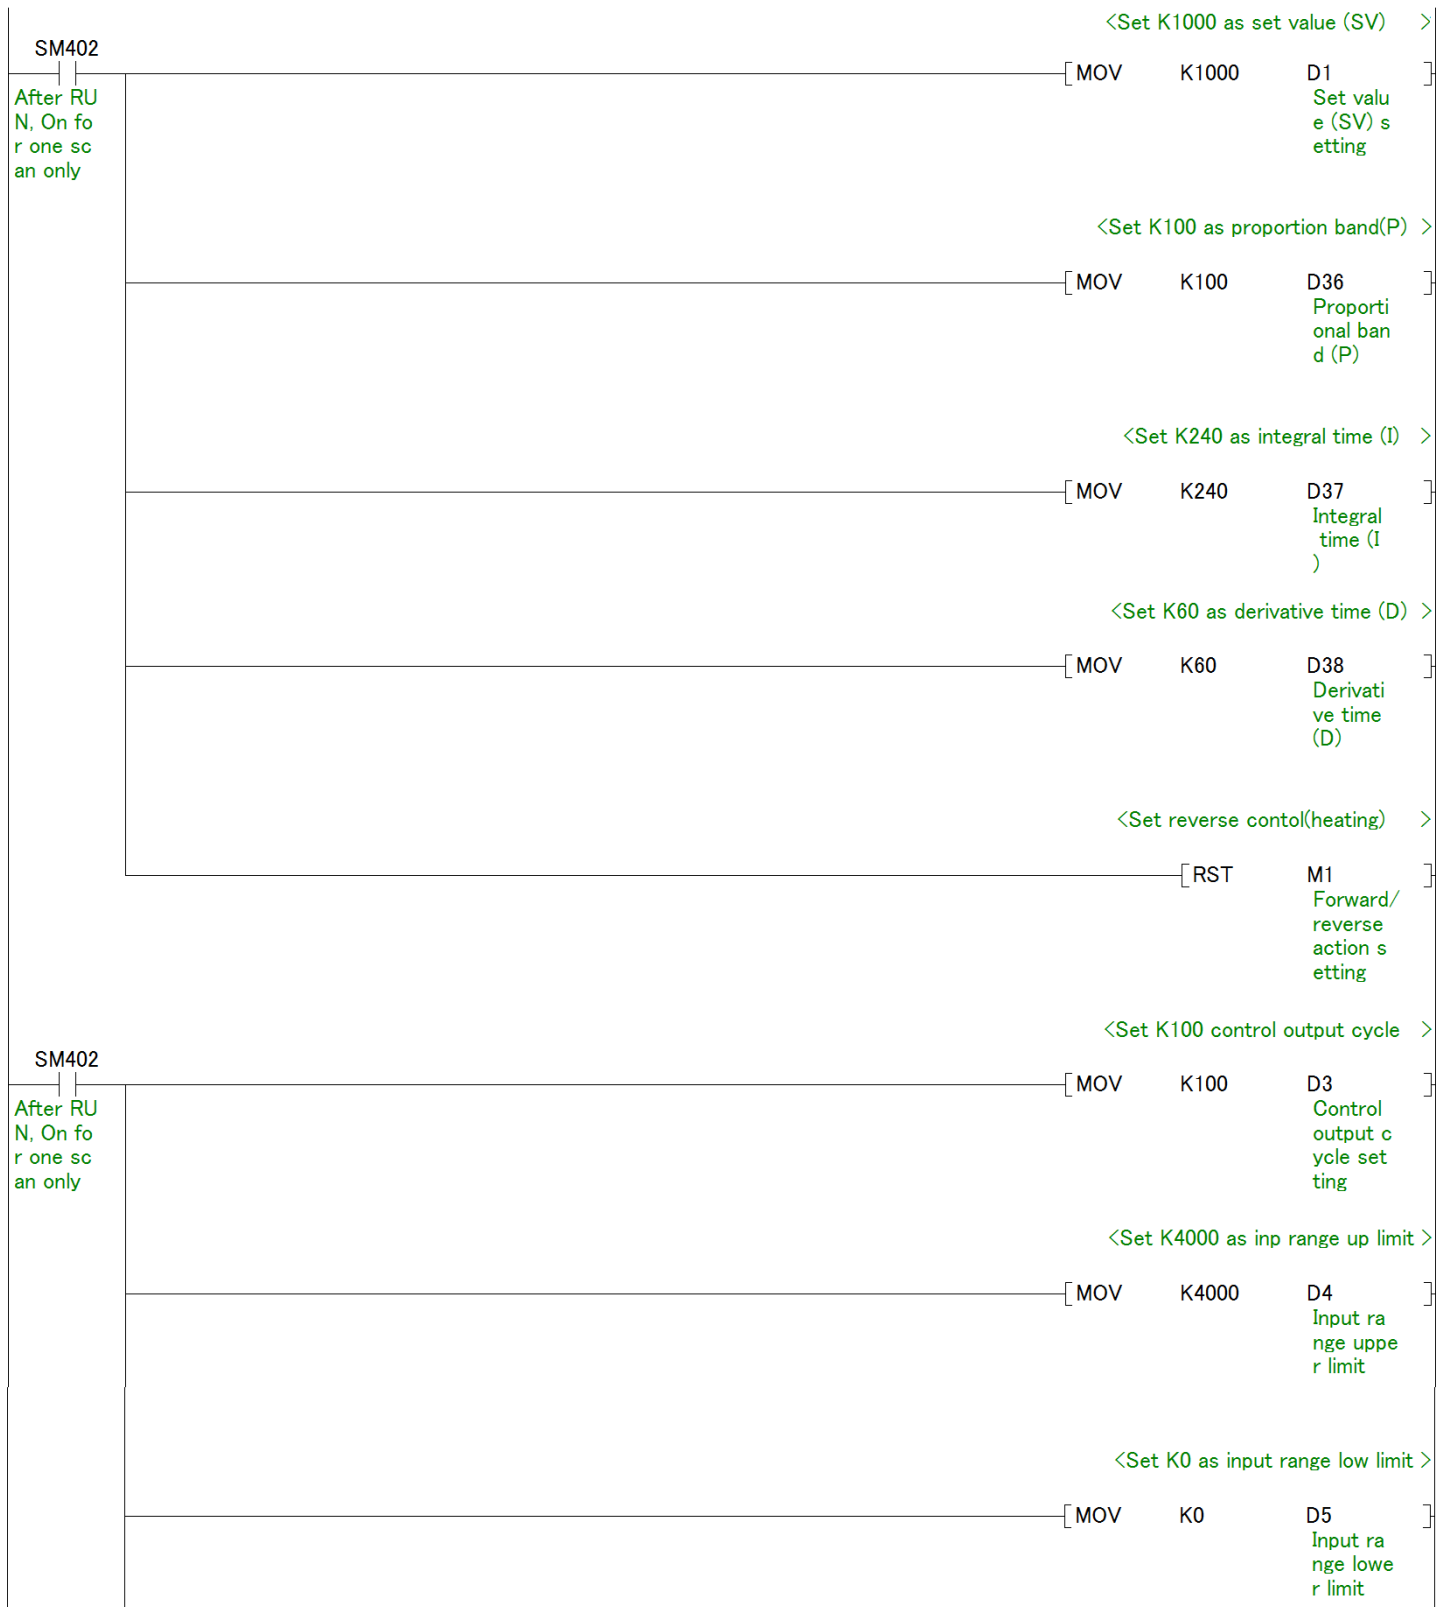 <Set K1000 as set value (SV) >
SM402
MOV K1000 D1
After RU
N, On fo
r one sc
an only
Set valu
e (SV) s
etting
<Set K100 as proportion band(P) >
MOV K100 D36
Proporti
onal ban
d (P)
<Set K240 as integral time (I) >
MOV K240 D37
Integral
time (I
)
<Set K60 as derivative time (D) >
MOV K60 D38
Derivati
ve time
(D)
<Set reverse contol(heating) >
RST M1
Forward/
reverse
action s
etting
<Set K100 control output cycle >
SM402
MOV K100 D3
After RU
N, On fo
r one sc
an only
Control
output c
ycle set
ting
<Set K4000 as inp range up limit >
MOV K4000 D4
Input ra
nge uppe
r limit
<Set K0 as input range low limit >
MOV K0 D5
Input ra
nge lowe
r limit